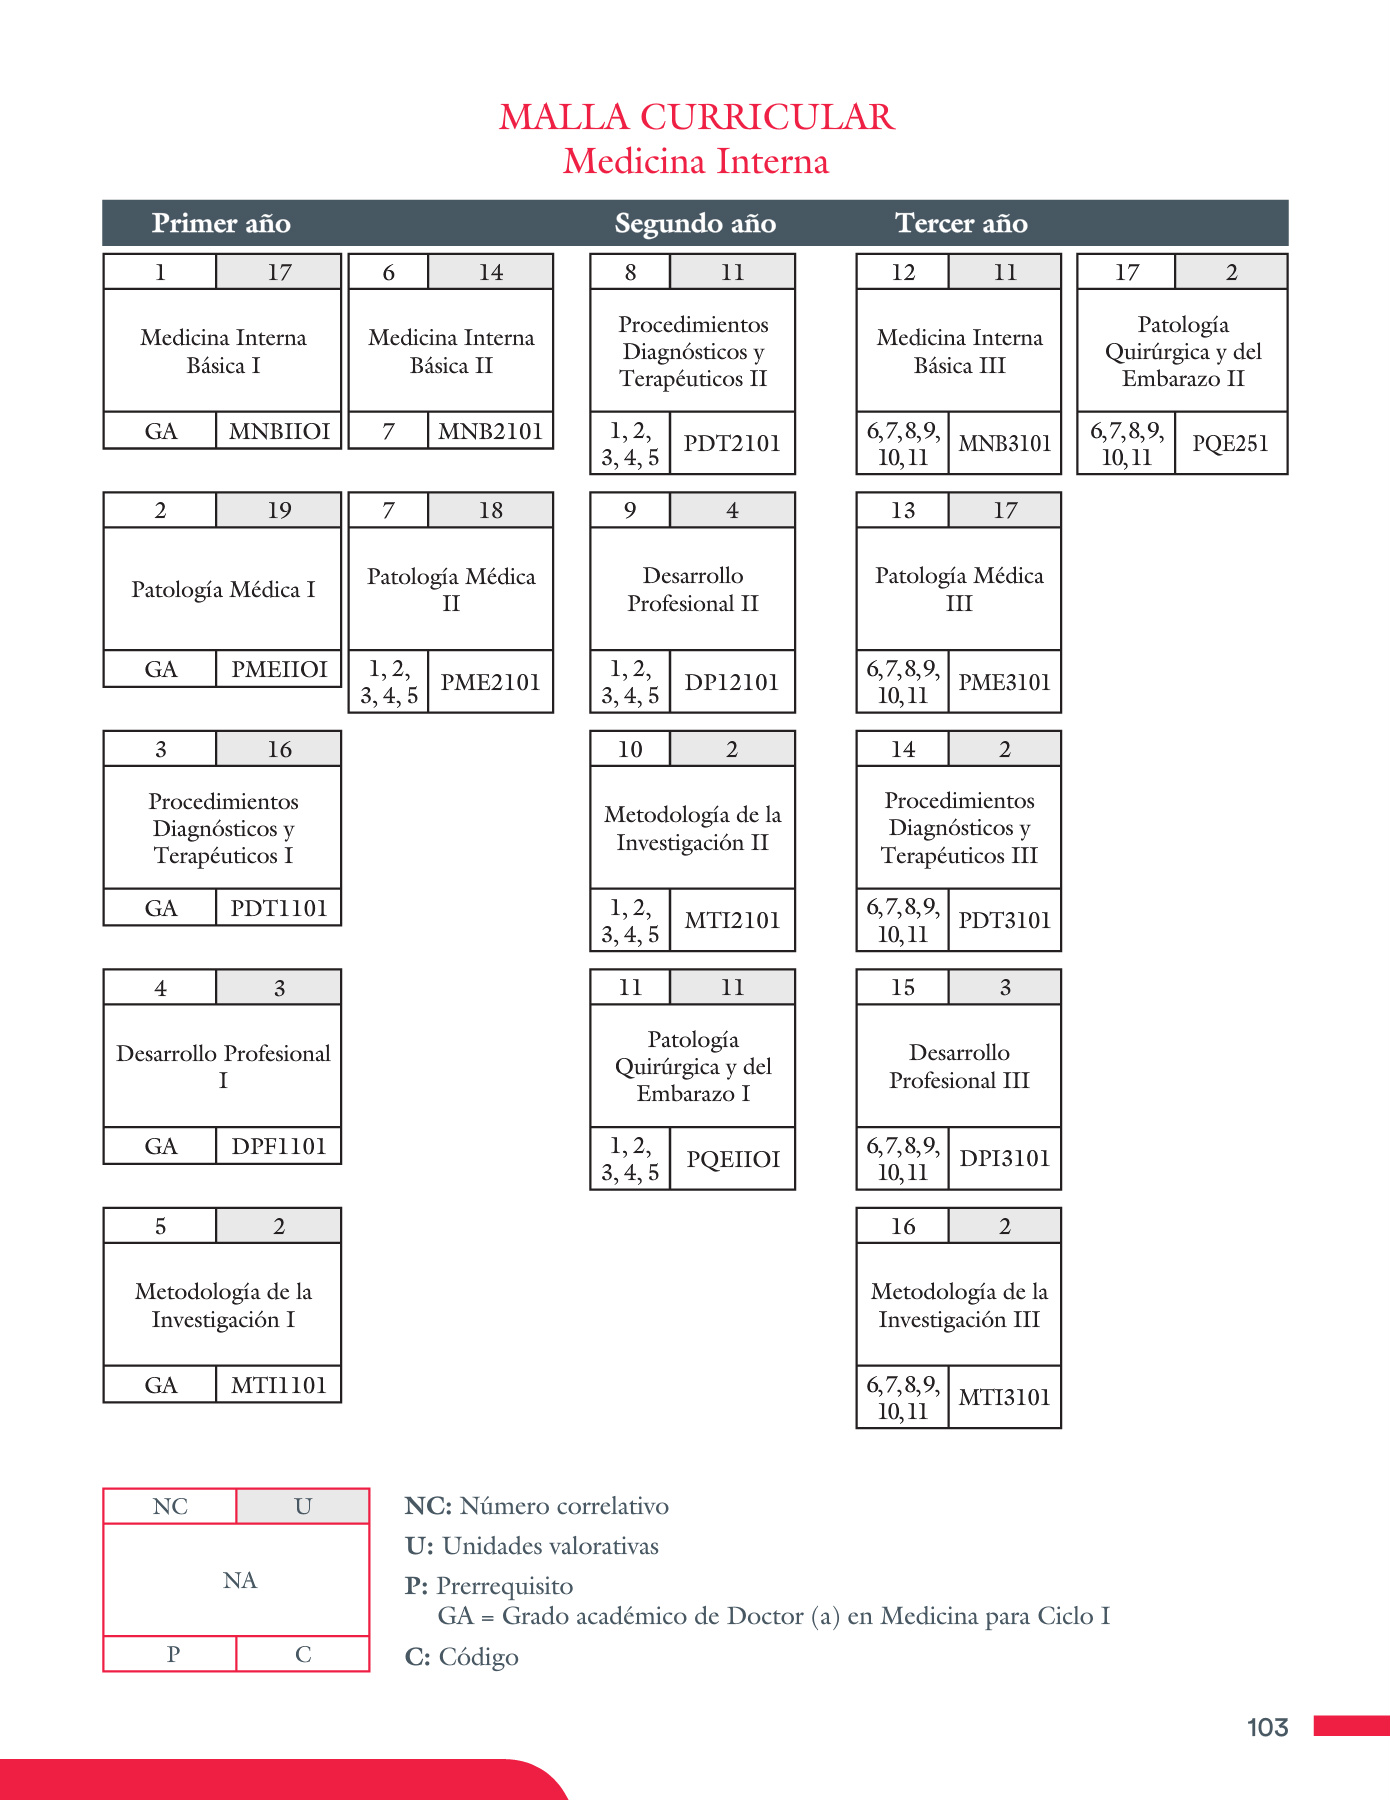 MALLA CURRICULAR
Medicina Interna
Primer año
Segundo año
Tercer año
1
17
Medicina Interna
Básica I
GA
MNBIIOI
6
14
Medicina Interna
Básica II
7
MNB2101
8
11
Procedimientos
Diagnósticos y
Terapéuticos II
1, 2,
3, 4, 5
PDT2101
12
11
Medicina Interna
Básica III
6,7,8,9,
10,11
MNB3101
17
2
Patología
Quirúrgica y del
Embarazo II
6,7,8,9,
10,11
PQE251
2
19
Patología Médica I
GA
PMEIIOI
7
18
Patología Médica
II
1, 2,
3, 4, 5
PME2101
9
4
Desarrollo
Profesional II
1, 2,
3, 4, 5
DP12101
13
17
Patología Médica
III
6,7,8,9,
10,11
PME3101
3
16
Procedimientos
Diagnósticos y
Terapéuticos I
GA
PDT1101
10
2
Metodología de la
Investigación II
1, 2,
3, 4, 5
MTI2101
14
2
Procedimientos
Diagnósticos y
Terapéuticos III
6,7,8,9,
10,11
PDT3101
4
3
Desarrollo Profesional
I
GA
DPF1101
11
11
Patología
Quirúrgica y del
Embarazo I
1, 2,
3, 4, 5
PQEIIOI
15
3
Desarrollo
Profesional III
6,7,8,9,
10,11
DPI3101
5
2
Metodología de la
Investigación I
GA
MTI1101
16
2
Metodología de la
Investigación III
6,7,8,9,
10,11
MTI3101
NC
U
NA
P
C
NC: Número correlativo
U: Unidades valorativas
P: Prerrequisito
GA = Grado académico de Doctor (a) en Medicina para Ciclo I
C: Código
103